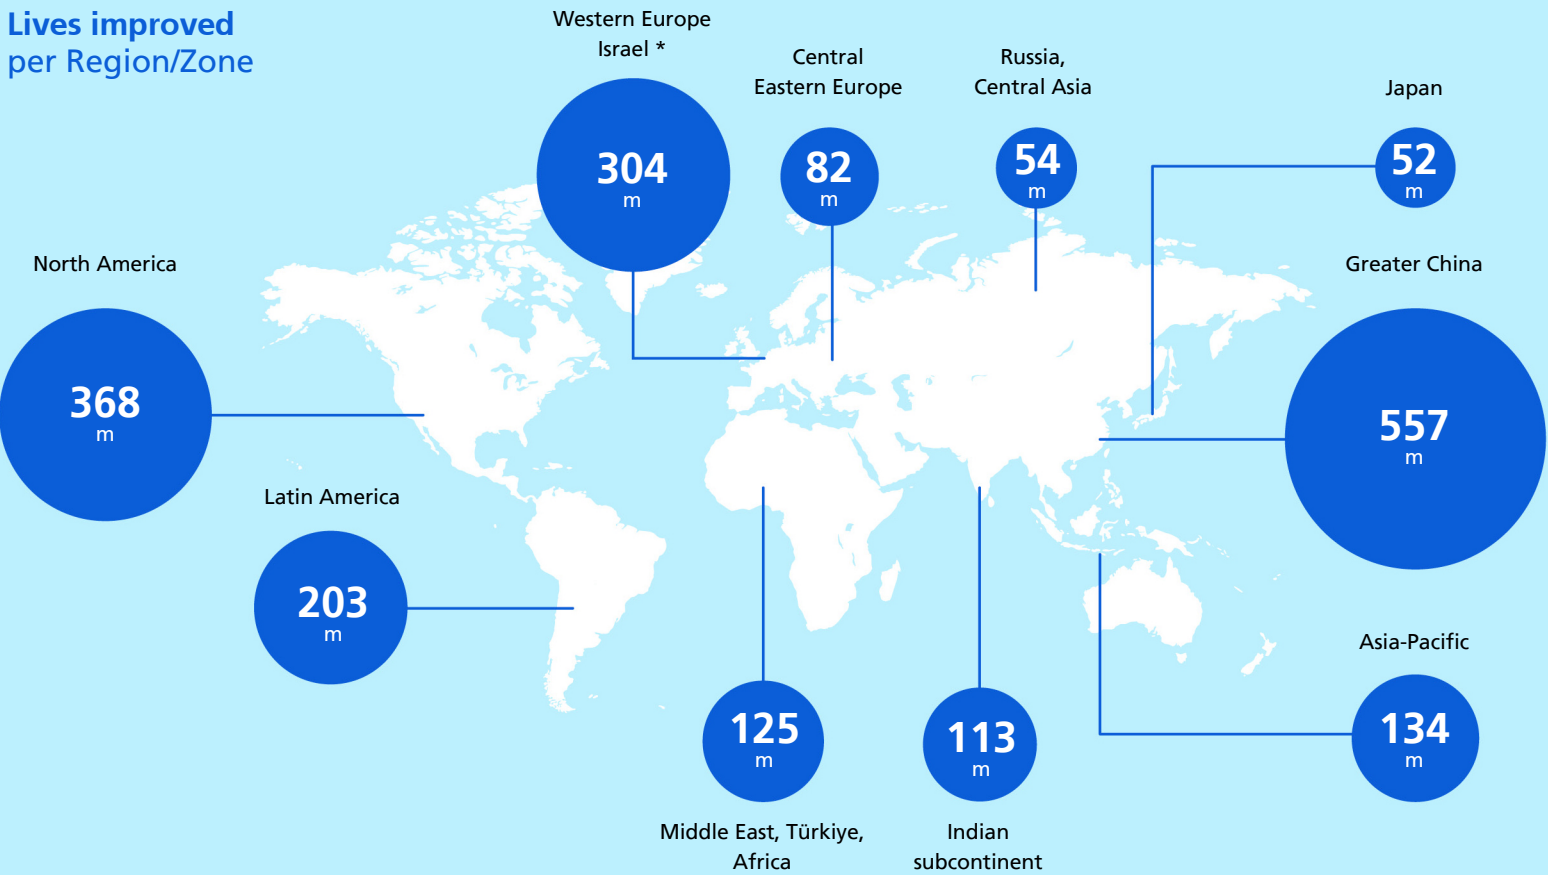 Lives improved
per Region/Zone
Western Europe
Israel *
304
m
Central
Eastern Europe
82
m
Russia,
Central Asia
54
m
Japan
52
m
North America
368
m
Greater China
557
m
Latin America
203
m
125
m
Middle East, Türkiye,
Africa
113
m
Indian
subcontinent
Asia-Pacific
134
m